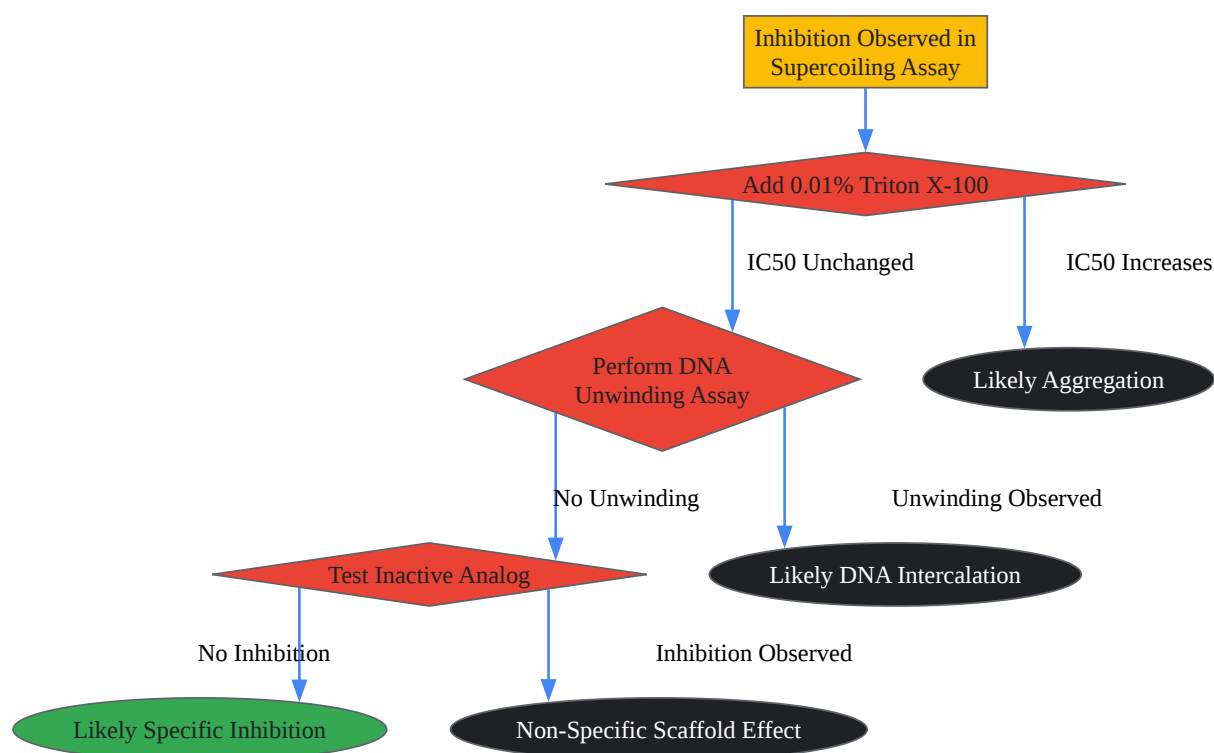 Inhibition Observed in
Supercoiling Assay
Add 0.01% Triton X-100
IC50 Unchanged
IC50 Increases
Perform DNA
Unwinding Assay
Likely Aggregation
No Unwinding
Unwinding Observed
Test Inactive Analog
Likely DNA Intercalation
No Inhibition
Inhibition Observed
Likely Specific Inhibition
Non-Specific Scaffold Effect